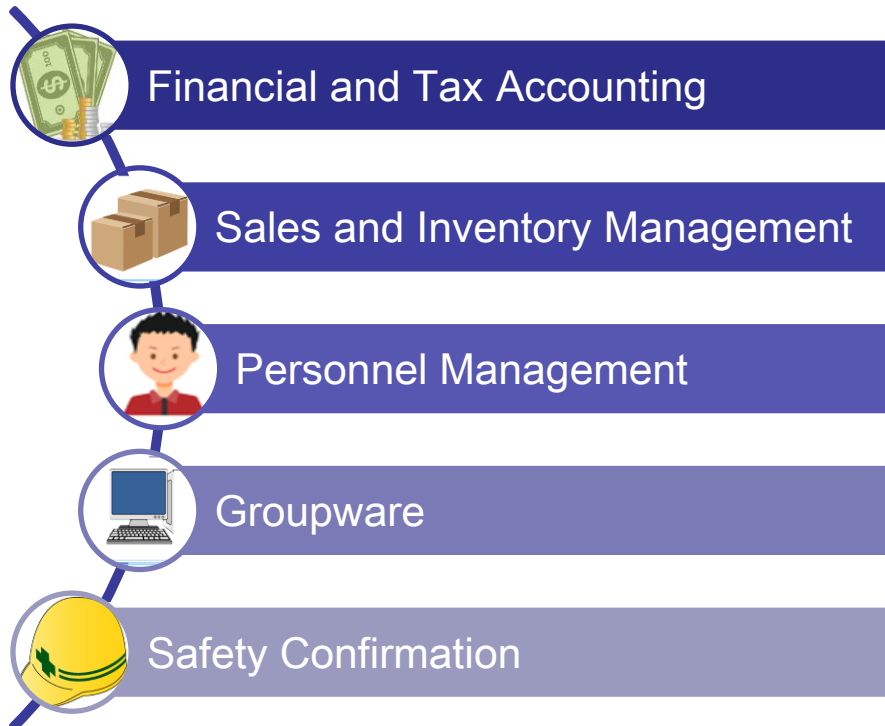 Financial and Tax Accounting
Sales and Inventory Management
Personnel Management
Groupware
Safety Confirmation